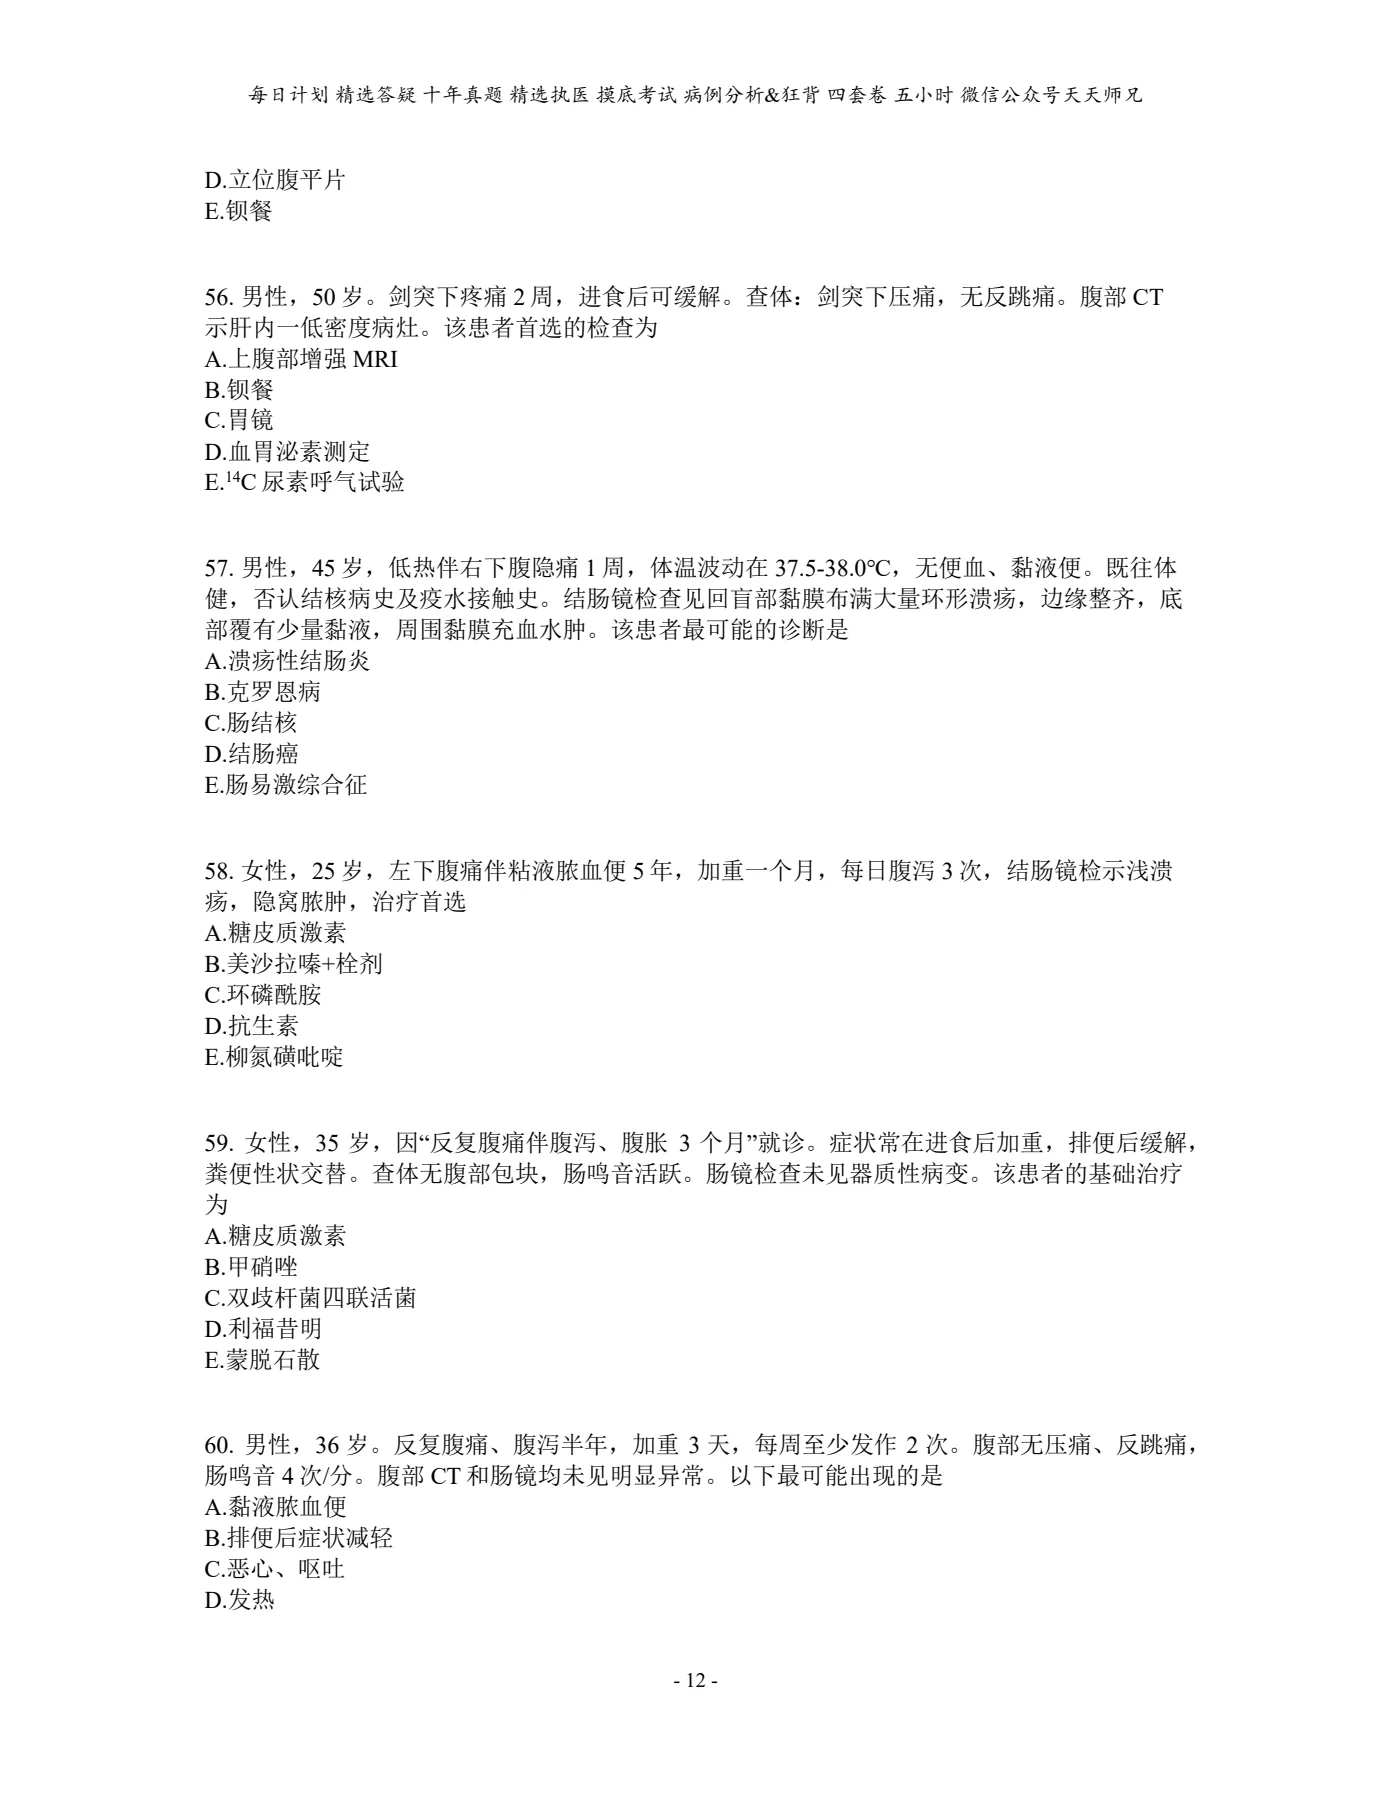 每日计划 精选答疑 十年真题 精选执医 摸底考试 病例分析&狂背 四套卷 五小时 微信公众号天天师兄
D.立位腹平片
E.钡餐
56. 男性，50 岁。剑突下疼痛 2 周，进食后可缓解。查体：剑突下压痛，无反跳痛。腹部 CT
示肝内一低密度病灶。该患者首选的检查为
A.上腹部增强 MRI
B.钡餐
C.胃镜
D.血胃泌素测定
E.¹⁴C 尿素呼气试验
57. 男性，45 岁，低热伴右下腹隐痛 1 周，体温波动在 37.5-38.0℃，无便血、黏液便。既往体
健，否认结核病史及疫水接触史。结肠镜检查见回盲部黏膜布满大量环形溃疡，边缘整齐，底
部覆有少量黏液，周围黏膜充血水肿。该患者最可能的诊断是
A.溃疡性结肠炎
B.克罗恩病
C.肠结核
D.结肠癌
E.肠易激综合征
58. 女性，25 岁，左下腹痛伴粘液脓血便 5 年，加重一个月，每日腹泻 3 次，结肠镜检示浅溃
疡，隐窝脓肿，治疗首选
A.糖皮质激素
B.美沙拉嗪+栓剂
C.环磷酰胺
D.抗生素
E.柳氮磺吡啶
59. 女性，35 岁，因“反复腹痛伴腹泻、腹胀 3 个月”就诊。症状常在进食后加重，排便后缓解，
粪便性状交替。查体无腹部包块，肠鸣音活跃。肠镜检查未见器质性病变。该患者的基础治疗
为
A.糖皮质激素
B.甲硝唑
C.双歧杆菌四联活菌
D.利福昔明
E.蒙脱石散
60. 男性，36 岁。反复腹痛、腹泻半年，加重 3 天，每周至少发作 2 次。腹部无压痛、反跳痛，
肠鸣音 4 次/分。腹部 CT 和肠镜均未见明显异常。以下最可能出现的是
A.黏液脓血便
B.排便后症状减轻
C.恶心、呕吐
D.发热
- 12 -